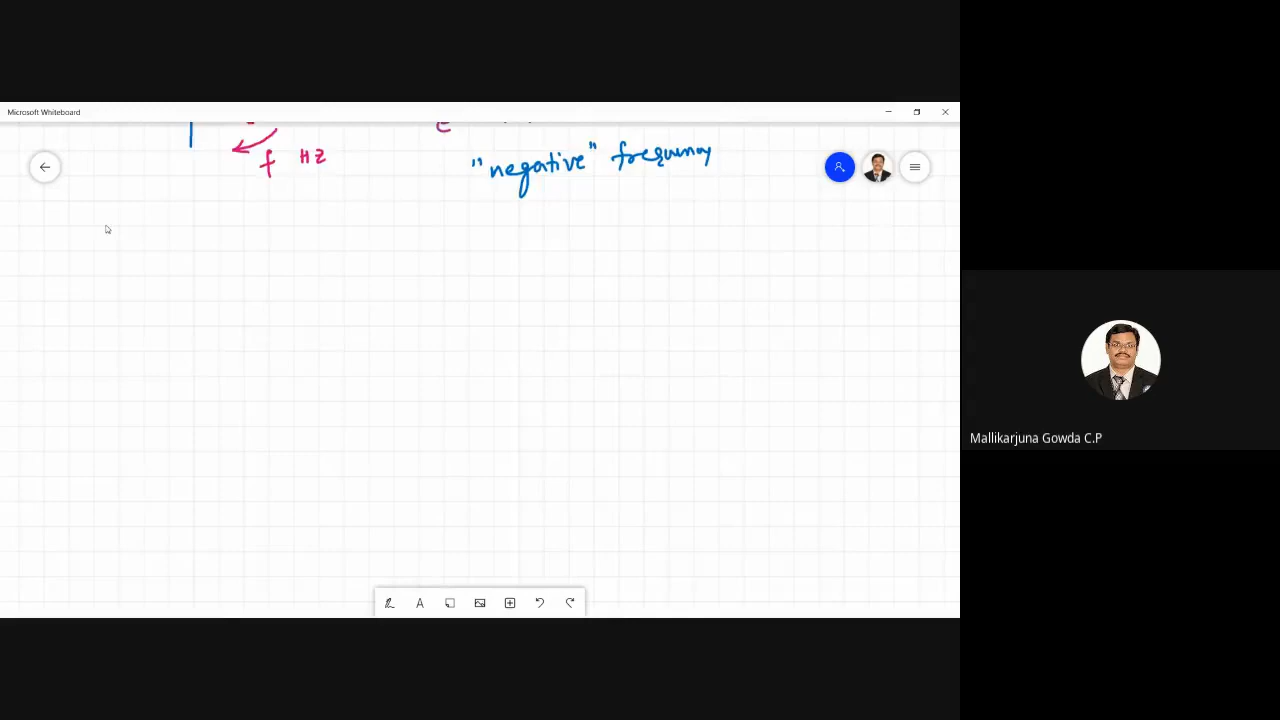 Microsoft Whiteboard
f Hz
"negative" frequency
A
Mallikarjuna Gowda C.P